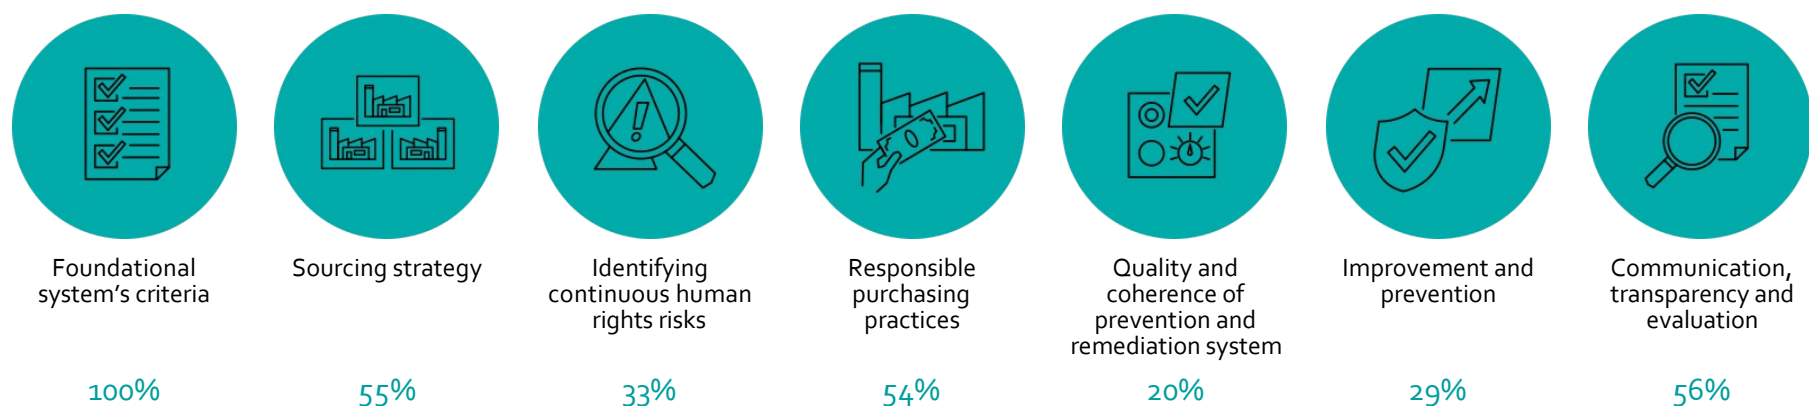 Foundational
system's criteria
100%
Sourcing strategy
55%
Identifying
continuous human
rights risks
33%
Responsible
purchasing
practices
54%
Quality and
coherence of
prevention and
remediation system
20%
Improvement and
prevention
29%
Communication,
transparency and
evaluation
56%